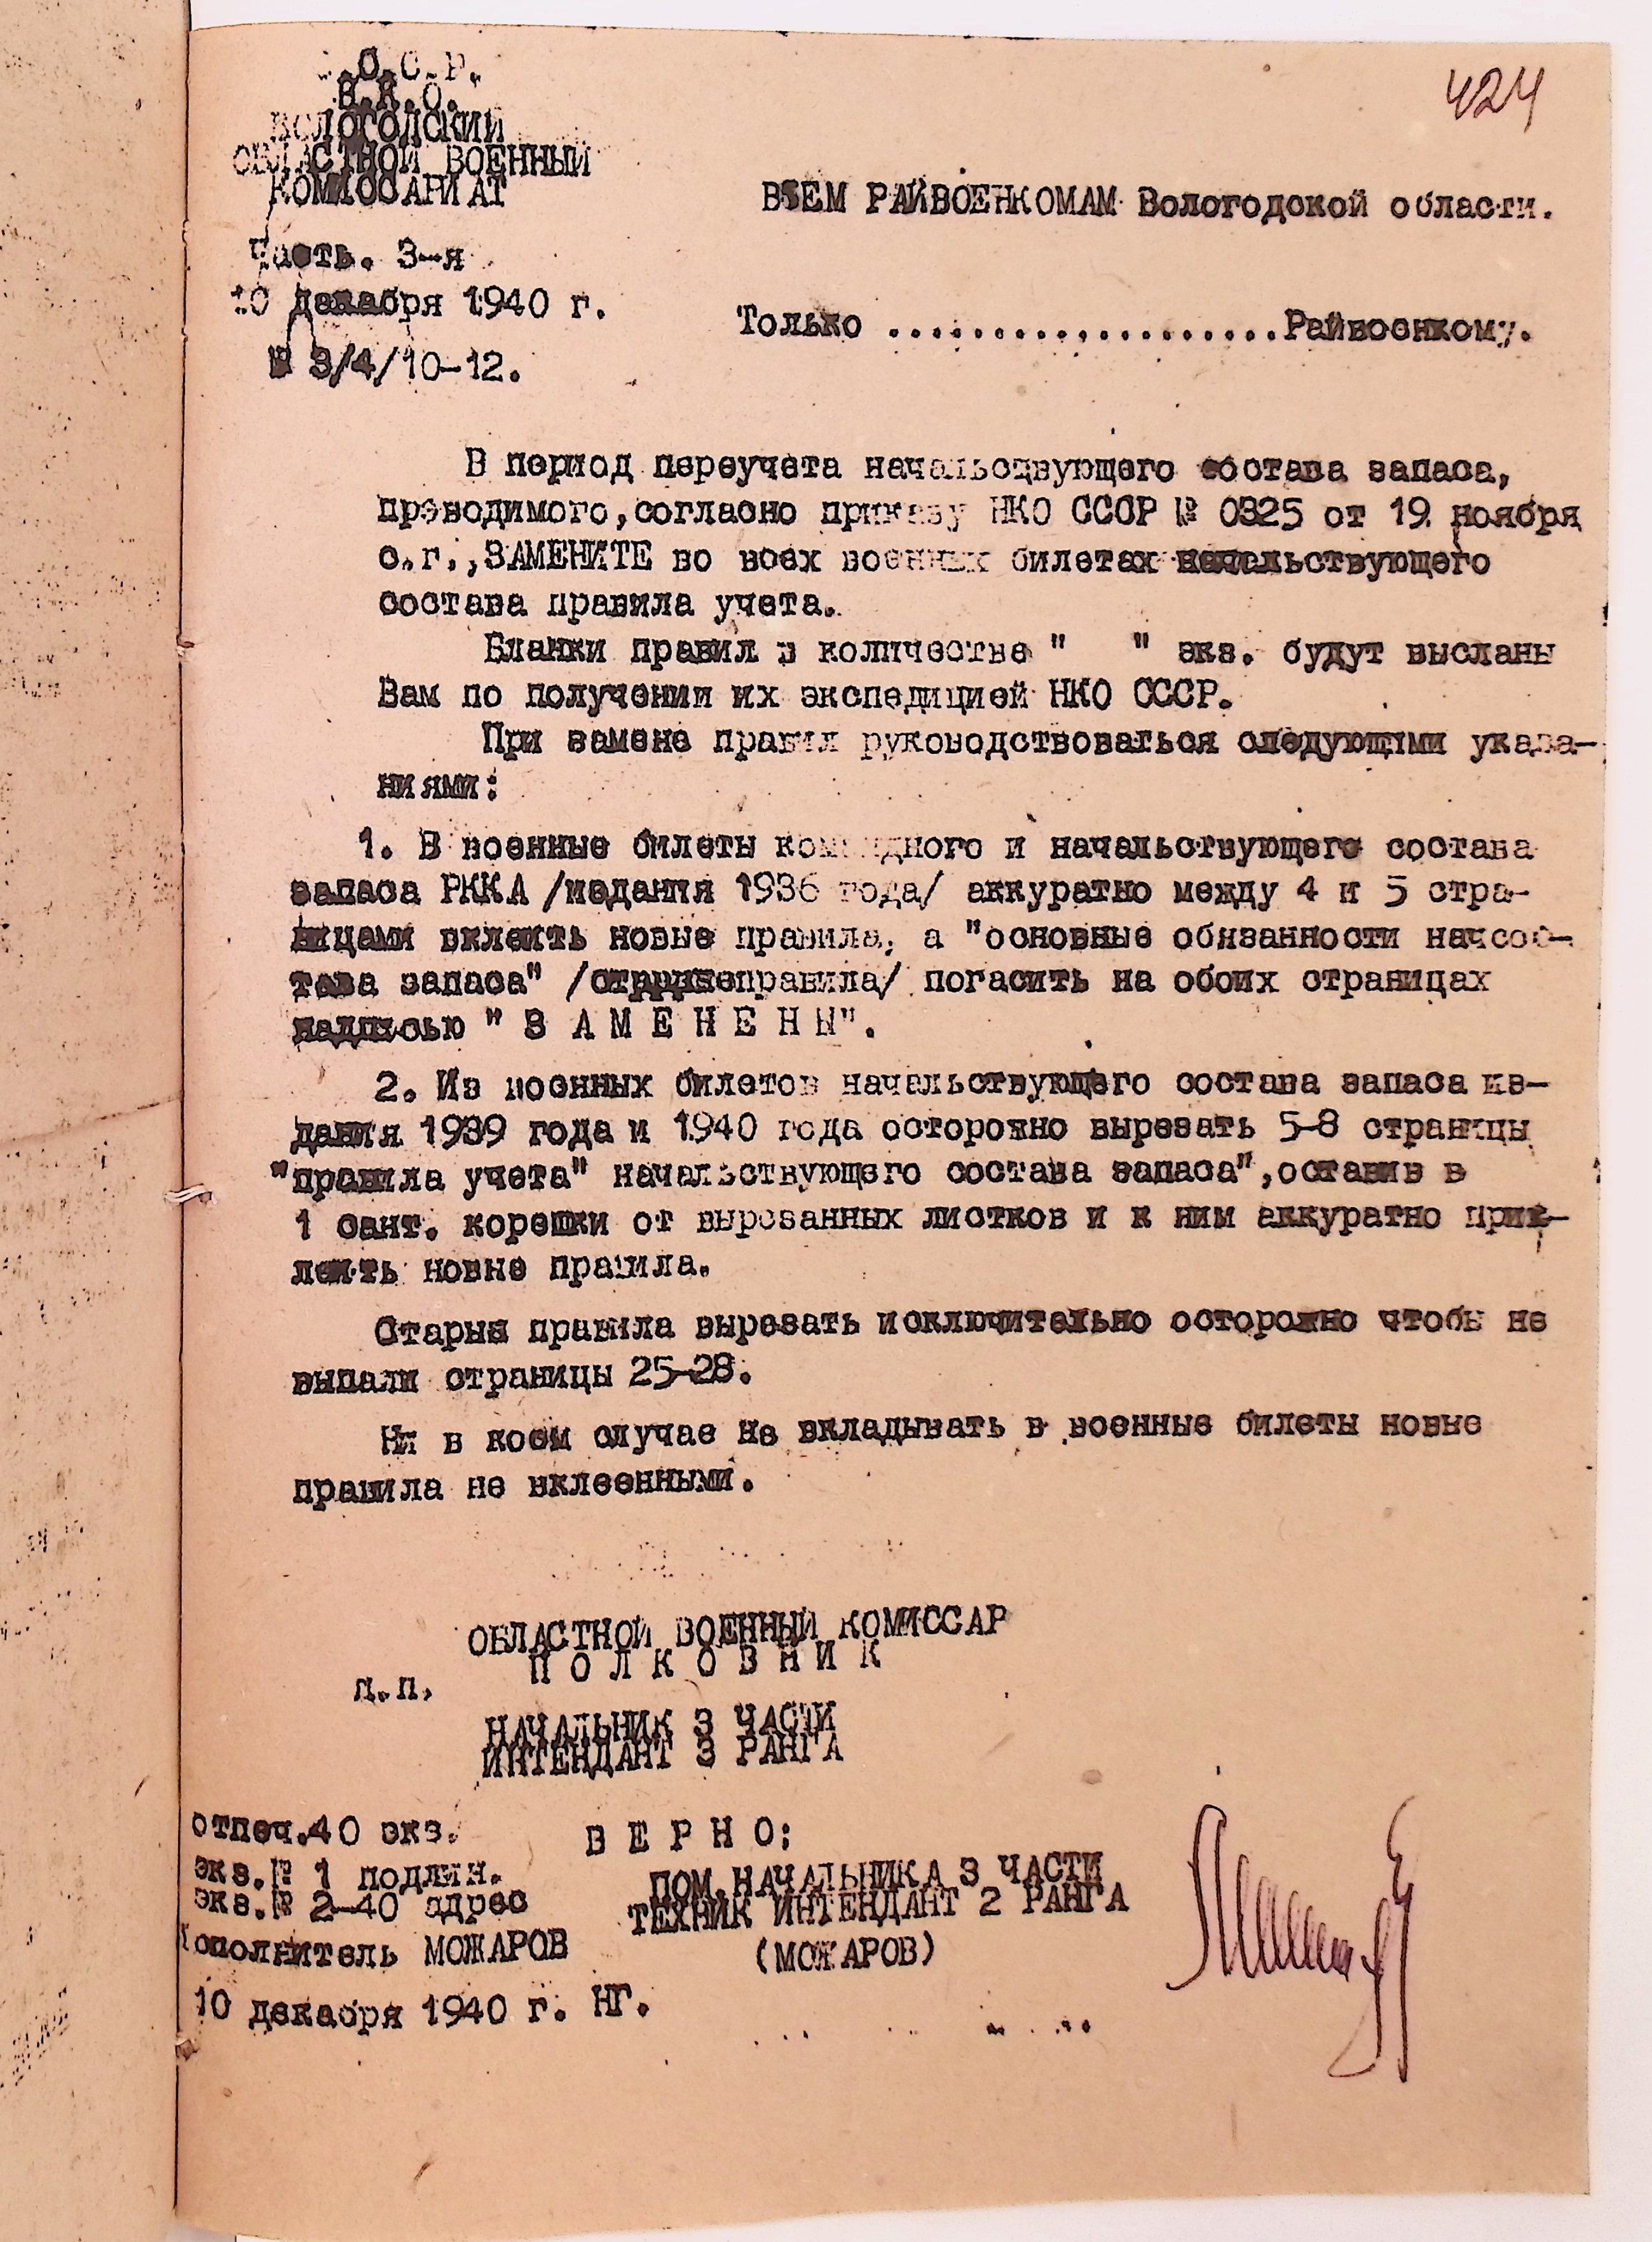 424
С.С.С.Р.
Н.К.О.
ВОЛОГОДСКИЙ
ОБЛАСТНОЙ ВОЕННЫЙ
КОМИССАРИАТ
Часть. 3-я
10 декабря 1940 г.
№ 3/4/10-12.
ВСЕМ РАЙВОЕНКОМАМ Вологодской области.
Только ...................Райвоенкому.
В период переучета начальствующего состава запаса,
проводимого, согласно приказу НКО СССР № 0325 от 19 ноября
с.г., ЗАМЕНИТЕ во всех военных билетах начальствующего
состава правила учета.
Бланки правил в количестве "   " экз. будут высланы
Вам по получении их экспедицией НКО СССР.
При замене правил руководствоваться следующими указа-
ниями:
1. В военные билеты командного и начальствующего состава
запаса РККА /издания 1936 года/ аккуратно между 4 и 5 стра-
ницами вклеить новые правила, а "основные обязанности начсос-
тава запаса" /старыеправила/ погасить на обоих страницах
надписью "З А М Е Н Е Н Ы".
2. Из военных билетов начальствующего состава запаса из-
дания 1939 года и 1940 года осторожно вырезать 5-8 страницы
"правила учета" начальствующего состава запаса", оставив в
1 сант. корешки от вырезанных листков и к ним аккуратно прик-
леить новые правила.
Старые правила вырезать исключительно осторожно чтобы не
выпали страницы 25-28.
Ни в коем случае не вкладывать в военные билеты новые
правила не вклеенными.
ОБЛАСТНОЙ ВОЕННЫЙ КОМИССАР
П О Л К О В Н И К
п.п.
НАЧАЛЬНИК 3 ЧАСТИ
ИНТЕНДАНТ 3 РАНГА
отпеч.40 экз.
экз.№ 1 подлин.
экз.№ 2-40 адрес
Исполнитель МОЖАРОВ
10 декабря 1940 г. НГ.
В Е Р Н О:
ПОМ.НАЧАЛЬНИКА 3 ЧАСТИ
ТЕХНИК ИНТЕНДАНТ 2 РАНГА
(МОЖАРОВ)